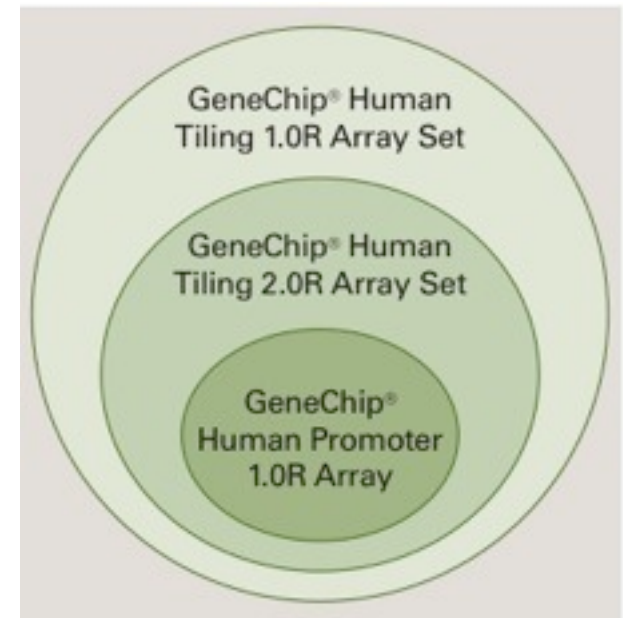 GeneChip® Human
Tiling 1.0R Array Set
GeneChip® Human
Tiling 2.0R Array Set
GeneChip®
Human Promoter
1.0R Array